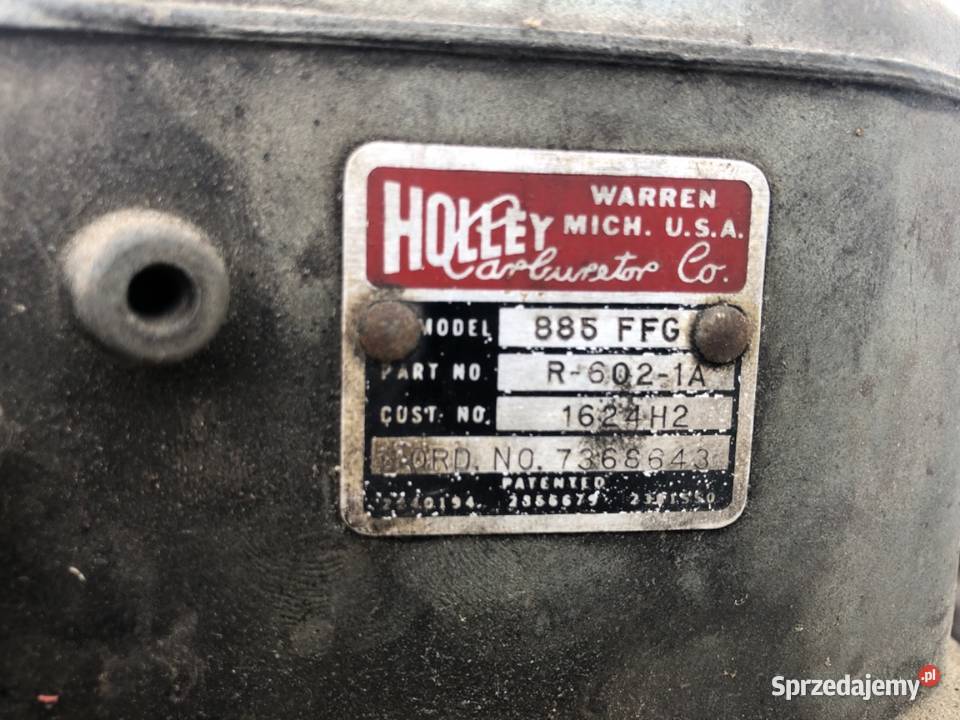 HOLLEY WARREN
MICH. U.S.A.
Carburetor Co.
MODEL 885 FFG
PART NO. R-602-1A
CUST. NO. 1624H2
ORD. NO. 7368643
PATENTED
Sprzedajemy.pl